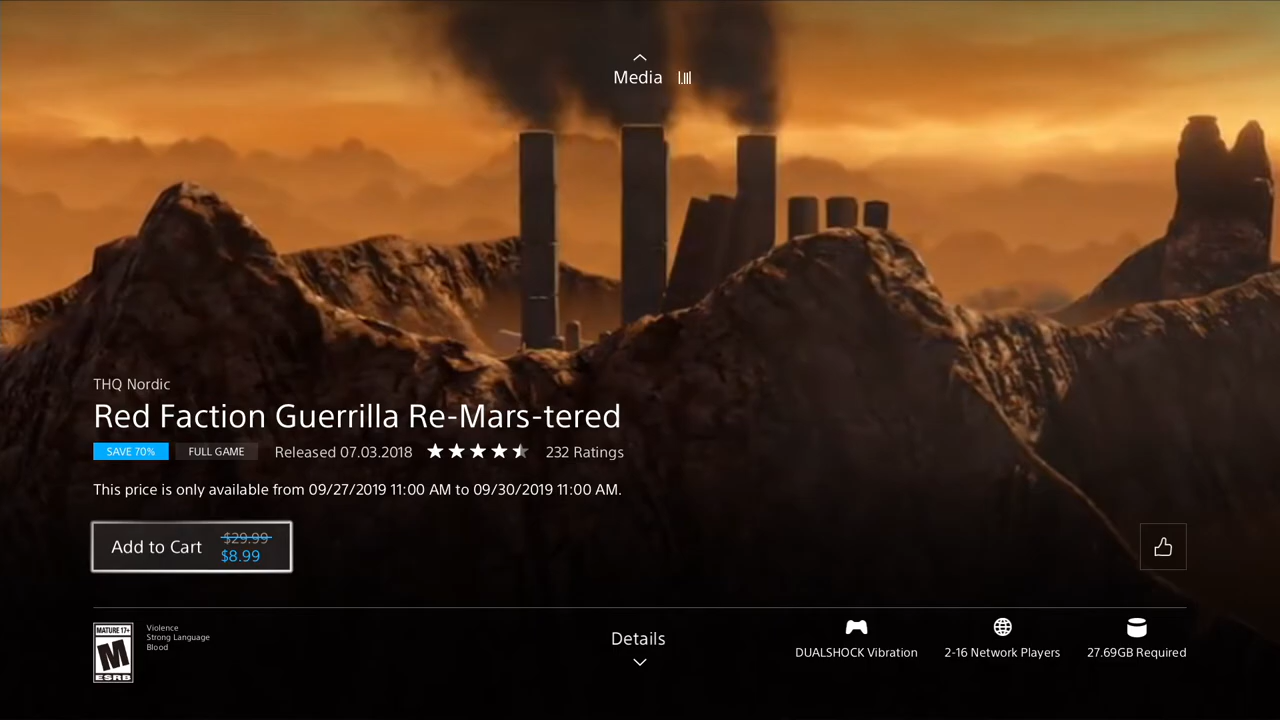 Media
THQ Nordic
Red Faction Guerrilla Re-Mars-tered
SAVE 70% FULL GAME Released 07.03.2018 232 Ratings
This price is only available from 09/27/2019 11:00 AM to 09/30/2019 11:00 AM.
Add to Cart $29.99
$8.99
MATURE 17+
M
ESRB
Violence
Strong Language
Blood
Details
DUALSHOCK Vibration
2-16 Network Players
27.69GB Required